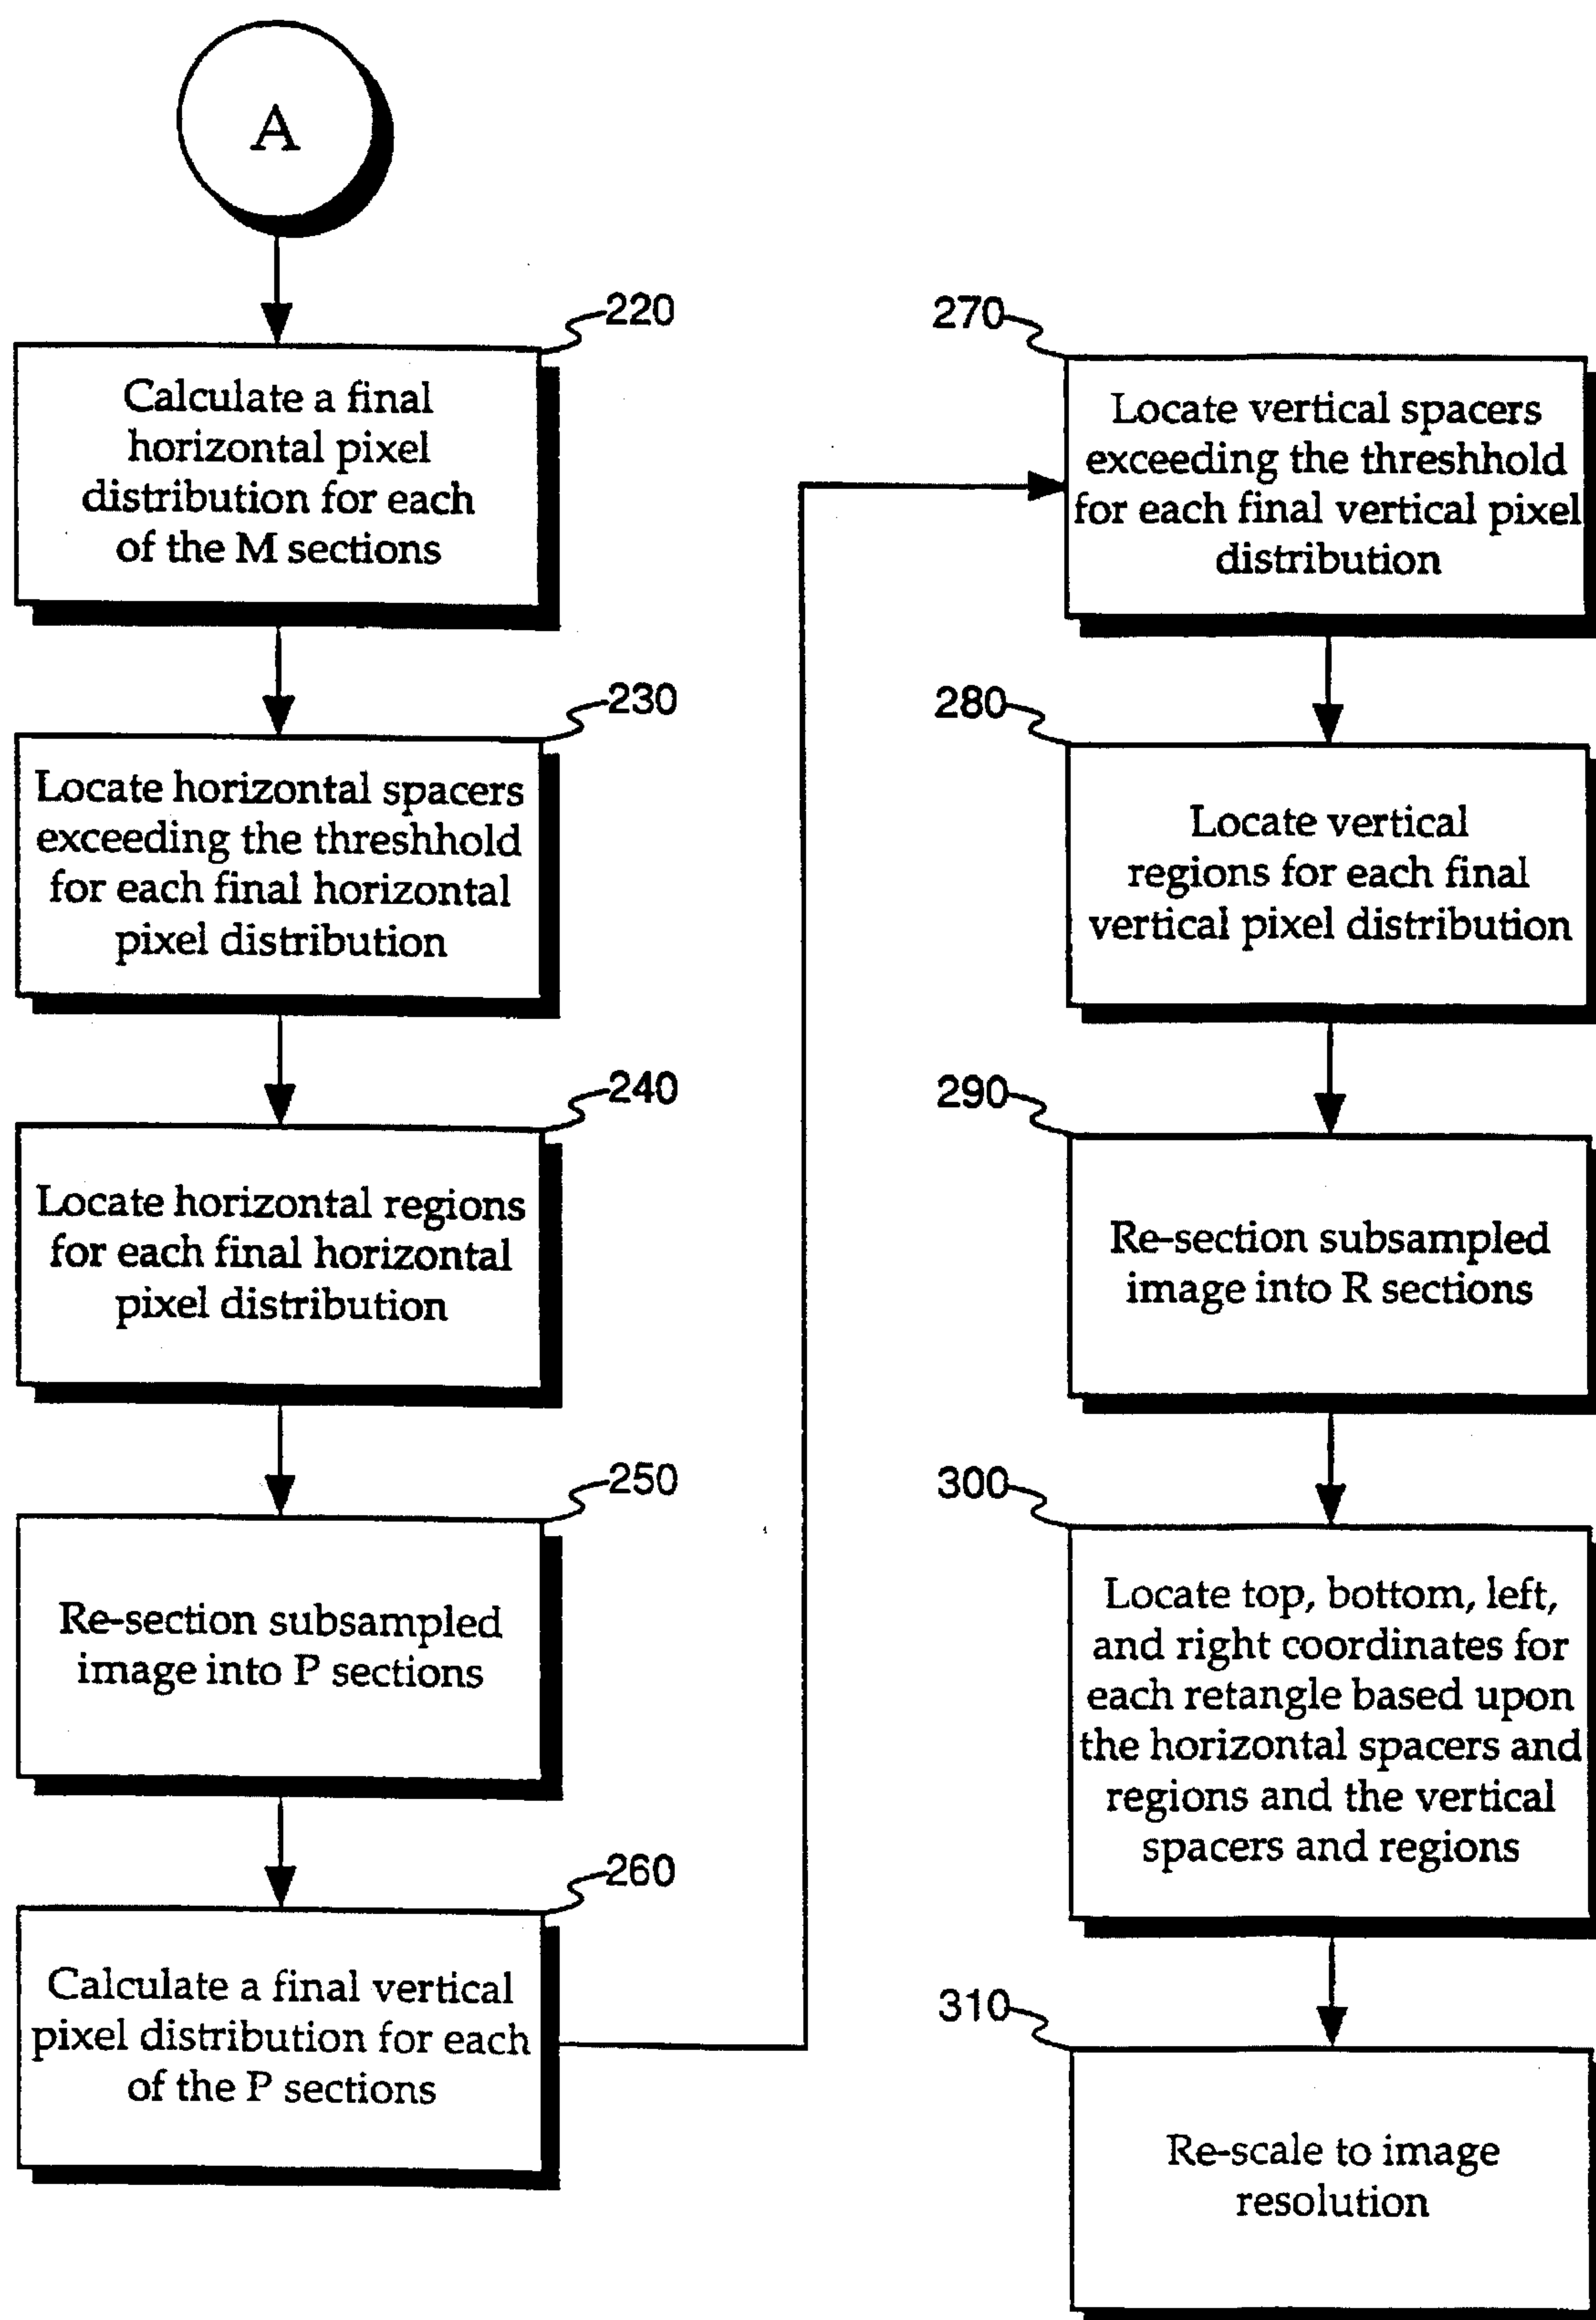 A
220
Calculate a final
horizontal pixel
distribution for each
of the M sections
230
Locate horizontal spacers
exceeding the threshhold
for each final horizontal
pixel distribution
240
Locate horizontal regions
for each final horizontal
pixel distribution
250
Re-section subsampled
image into P sections
260
Calculate a final vertical
pixel distribution for each
of the P sections
270
Locate vertical spacers
exceeding the threshhold
for each final vertical pixel
distribution
280
Locate vertical
regions for each final
vertical pixel distribution
290
Re-section subsampled
image into R sections
300
Locate top, bottom, left,
and right coordinates for
each retangle based upon
the horizontal spacers and
regions and the vertical
spacers and regions
310
Re-scale to image
resolution